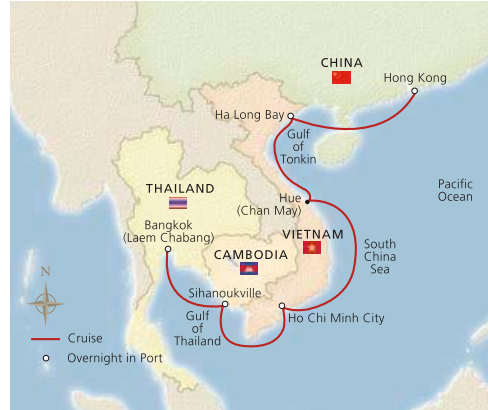 CHINA
Hong Kong
Ha Long Bay
Gulf
of
Tonkin
Pacific
Ocean
THAILAND
Hue
(Chan May)
Bangkok
(Laem Chabang)
VIETNAM
South
China
Sea
CAMBODIA
N
Sihanoukville
Gulf
of
Thailand
Ho Chi Minh City
Cruise
Overnight in Port